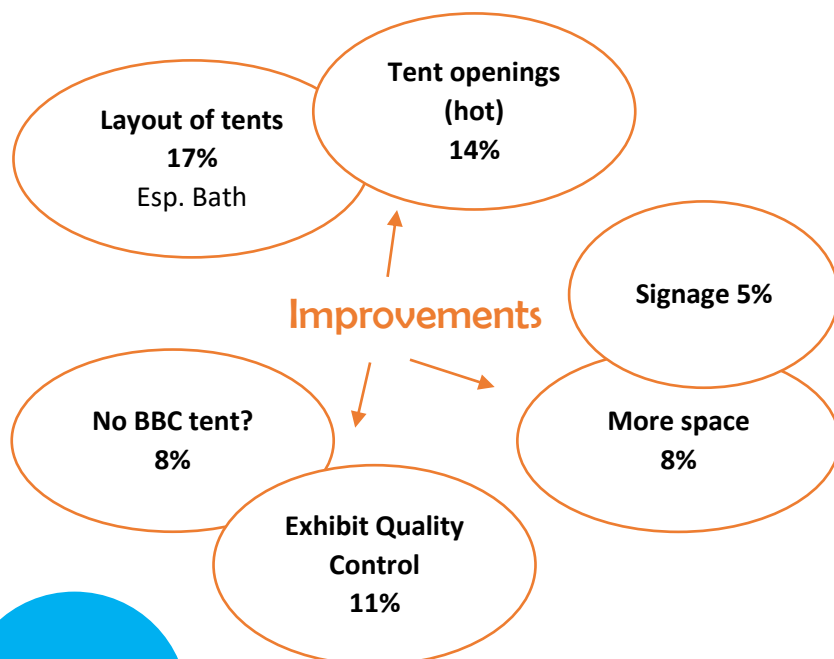 Tent openings
(hot)
14%
Layout of tents
17%
Esp. Bath
Improvements
Signage 5%
No BBC tent?
8%
More space
8%
Exhibit Quality
Control
11%